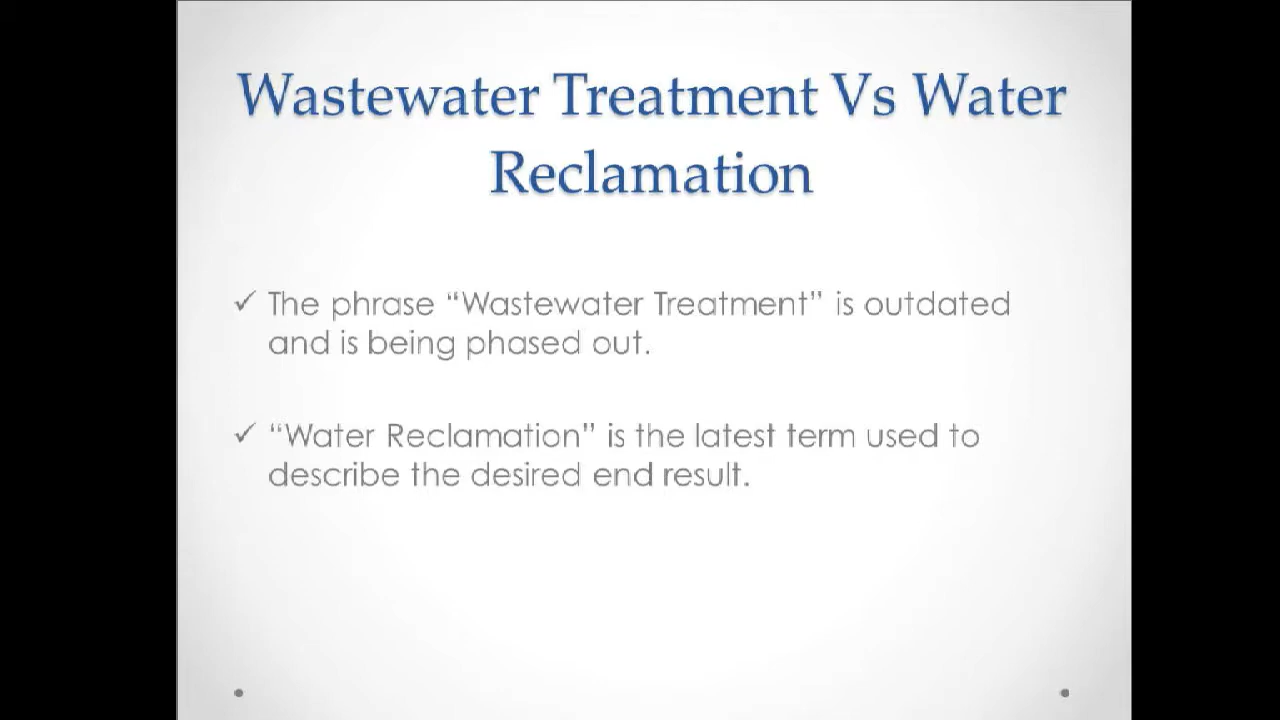 Wastewater Treatment Vs Water
Reclamation
✓ The phrase “Wastewater Treatment” is outdated
and is being phased out.
✓ “Water Reclamation” is the latest term used to
describe the desired end result.